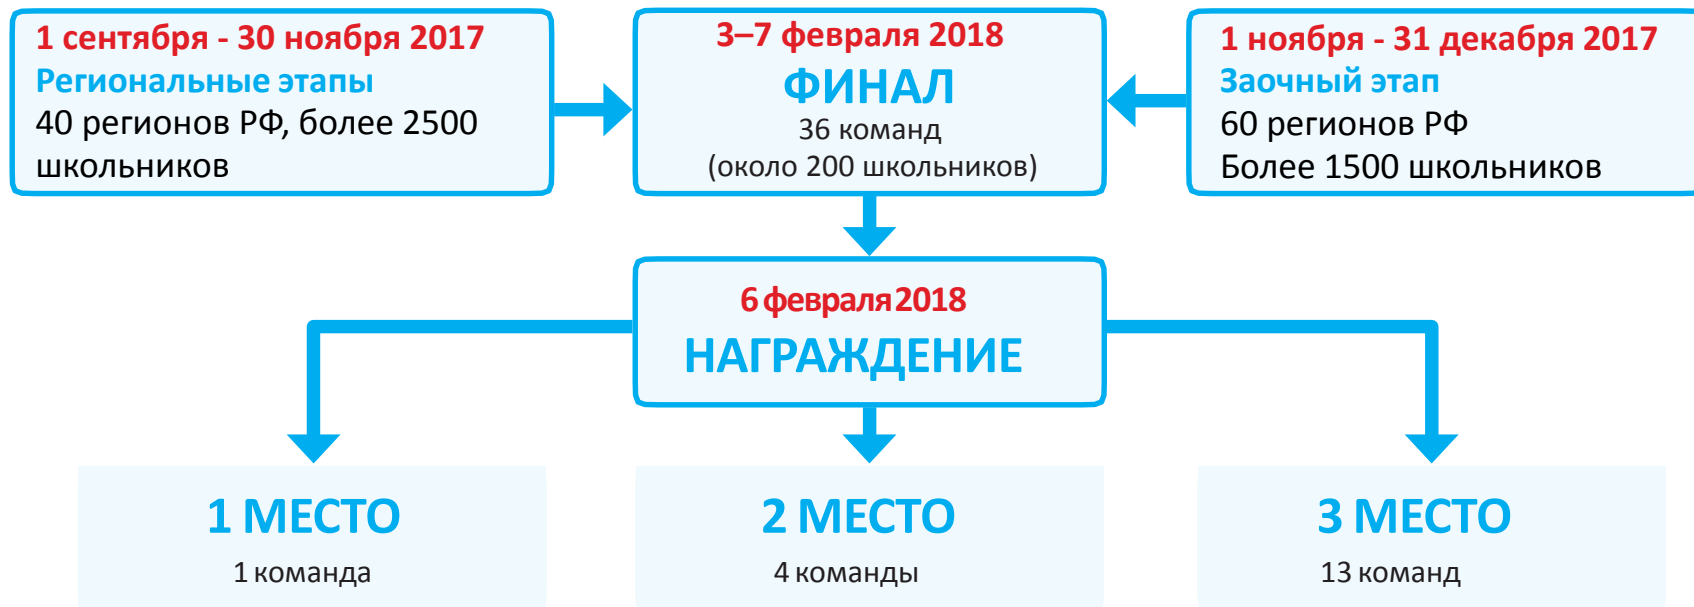 1 сентября - 30 ноября 2017
Региональные этапы
40 регионов РФ, более 2500
школьников
3–7 февраля 2018
ФИНАЛ
36 команд
(около 200 школьников)
1 ноября - 31 декабря 2017
Заочный этап
60 регионов РФ
Более 1500 школьников
6 февраля 2018
НАГРАЖДЕНИЕ
1 МЕСТО
1 команда
2 МЕСТО
4 команды
3 МЕСТО
13 команд